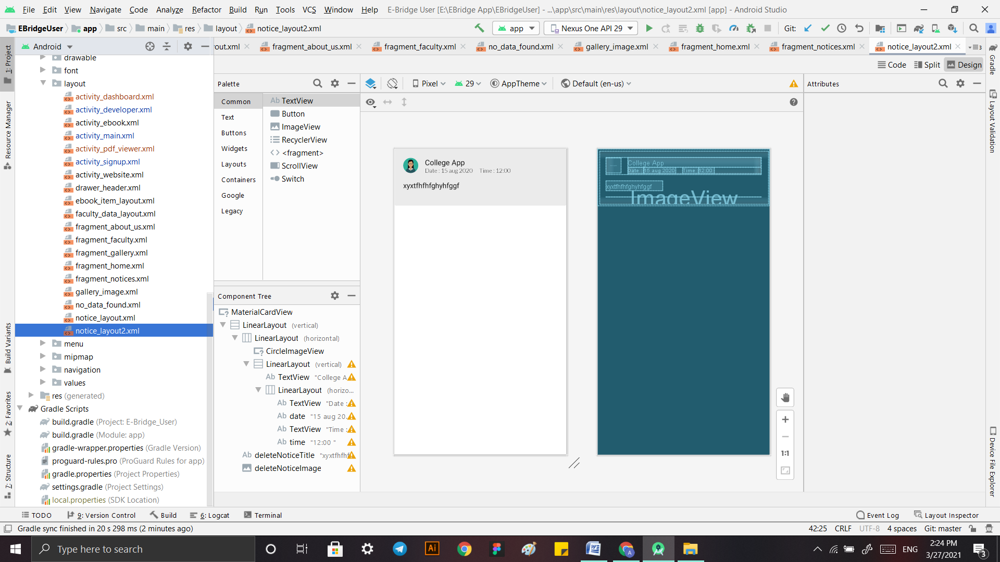 File Edit View Navigate Code Analyze Refactor Build Run Tools VCS Window Help E-Bridge User [E:\EBridge App\EBridgeUser] - ...\app\src\main\res\layout\notice_layout2.xml [app] - Android Studio
EBridgeUser app src main res layout notice_layout2.xml app Nexus One API 29 Git:
Android out.xml fragment_about_us.xml fragment_faculty.xml no_data_found.xml gallery_image.xml fragment_home.xml fragment_notices.xml notice_layout2.xml 3
Code Split Design
1: Project
Resource Manager
Build Variants
2: Favorites
7: Structure
drawable
font
layout
activity_dashboard.xml
activity_developer.xml
activity_ebook.xml
activity_main.xml
activity_pdf_viewer.xml
activity_signup.xml
activity_website.xml
drawer_header.xml
ebook_item_layout.xml
faculty_data_layout.xml
fragment_about_us.xml
fragment_faculty.xml
fragment_gallery.xml
fragment_home.xml
fragment_notices.xml
gallery_image.xml
no_data_found.xml
notice_layout.xml
notice_layout2.xml
menu
mipmap
navigation
values
res (generated)
Gradle Scripts
build.gradle (Project: E-Bridge_User)
build.gradle (Module: app)
gradle-wrapper.properties (Gradle Version)
proguard-rules.pro (ProGuard Rules for app)
gradle.properties (Project Properties)
settings.gradle (Project Settings)
local.properties (SDK Location)
Palette
Common
Text
Buttons
Widgets
Layouts
Containers
Google
Legacy
Ab TextView
Button
ImageView
RecyclerView
<> <fragment>
ScrollView
Switch
Component Tree
MaterialCardView
LinearLayout (vertical)
LinearLayout (horizontal)
CircleImageView
LinearLayout (vertical)
Ab TextView "College A
LinearLayout (horizo...
Ab TextView "Date :
Ab date "15 aug 20.
Ab TextView "Time :
Ab time "12:00 "
Ab deleteNoticeTitle "xyxtfhfhf
deleteNoticeImage
Pixel 29 AppTheme Default (en-us)
College App
Date : 15 aug 2020 Time : 12:00
xyxtfhfhfghyhfggf
College App
Date : 15 aug 2020 Time : 12:00
xyxtfhfhfghyhfggf
ImageView
1:1
Attributes
Gradle
Layout Validation
Device File Explorer
TODO 9: Version Control Build 6: Logcat Terminal Event Log Layout Inspector
Gradle sync finished in 20 s 298 ms (2 minutes ago) 42:25 CRLF UTF-8 4 spaces Git: master
Type here to search Ai A ENG 2:24 PM
3/27/2021 3